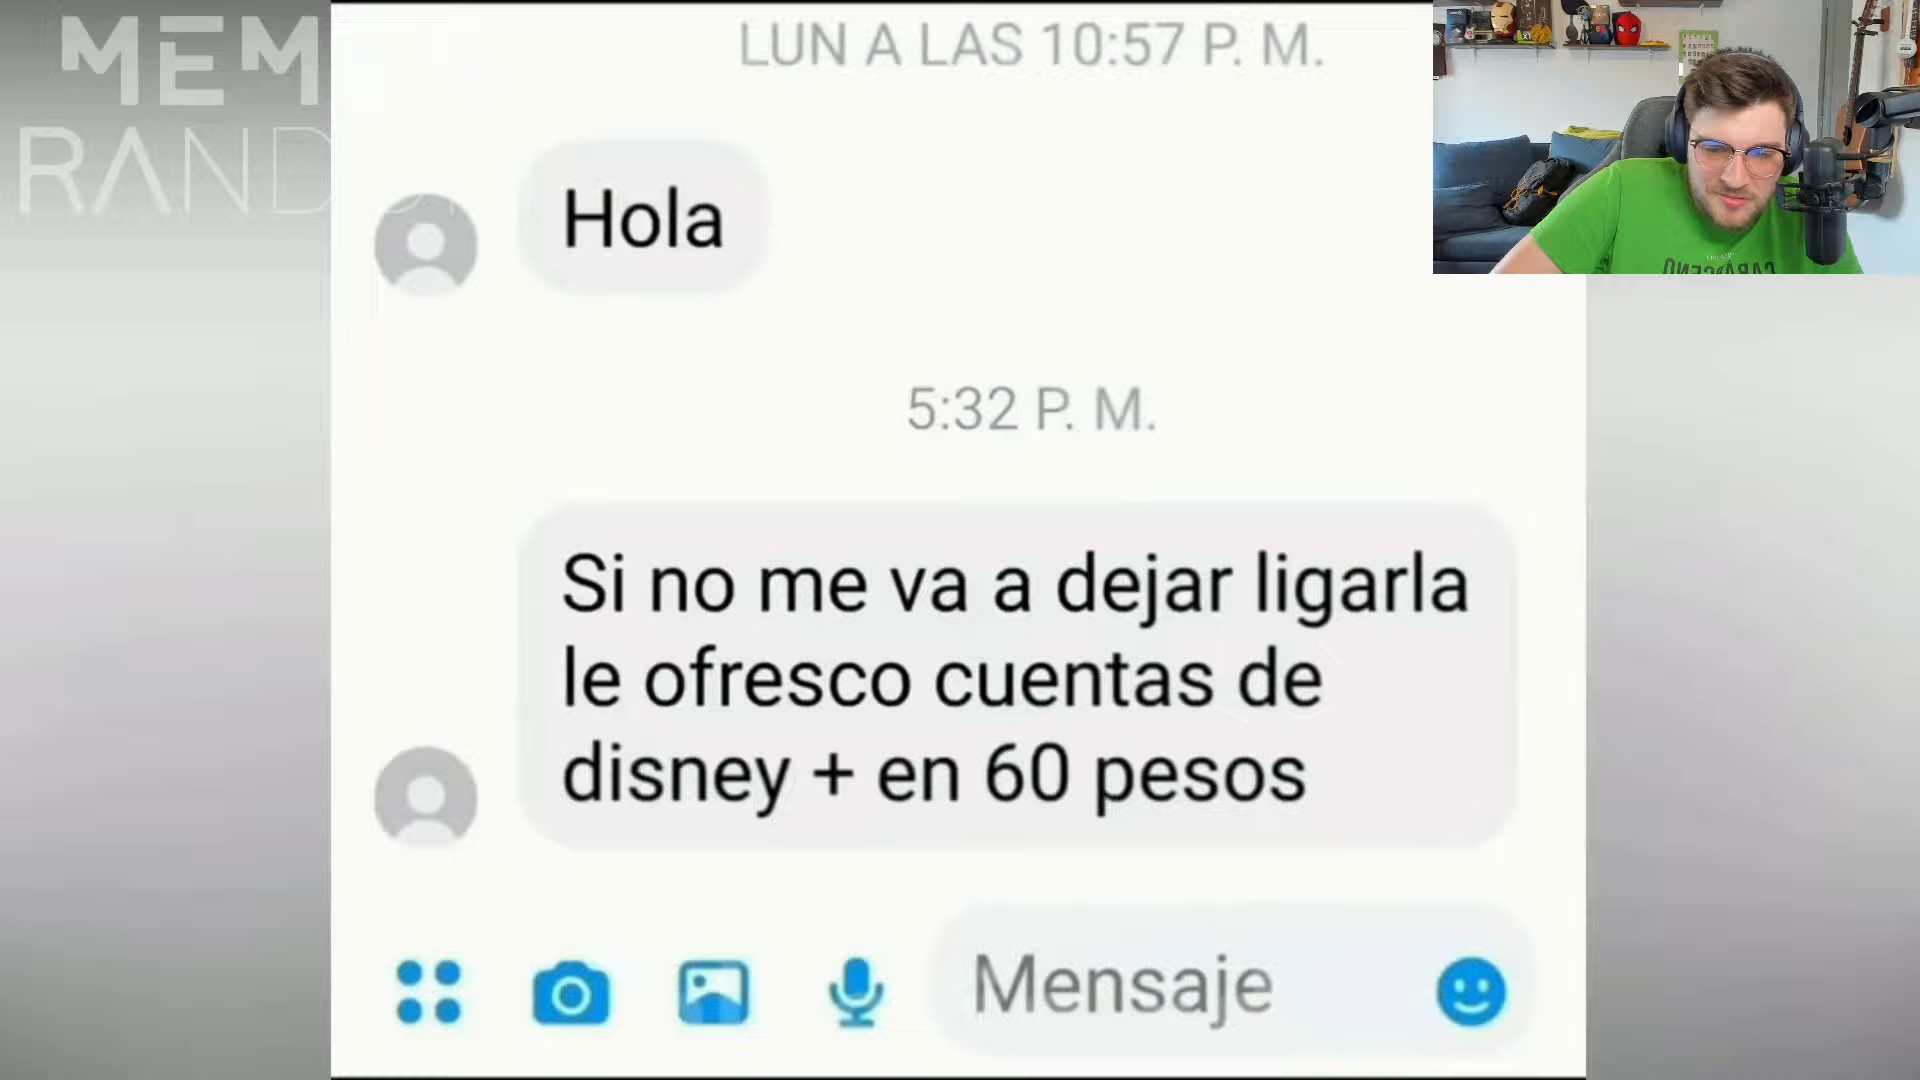 MEM
RAND
LUN A LAS 10:57 P. M.
Hola
5:32 P. M.
Si no me va a dejar ligarla
le ofresco cuentas de
disney + en 60 pesos
Mensaje